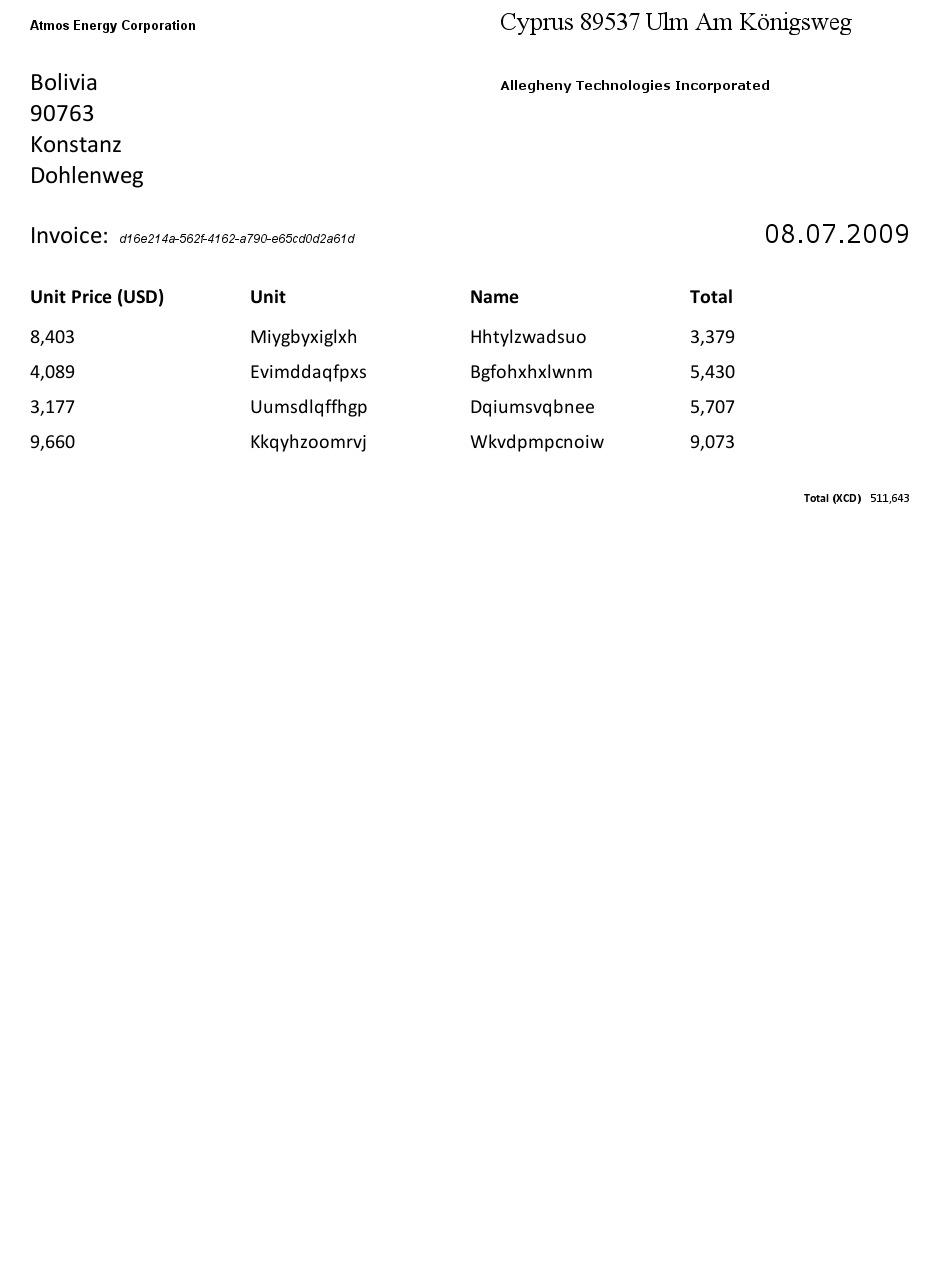 Atmos Energy Corporation
Cyprus 89537 Ulm Am Königsweg
Bolivia
90763
Konstanz
Dohlenweg
Allegheny Technologies Incorporated
Invoice: d16e214a-562f-4162-a790-e65cd0d2a61d 08.07.2009
Unit Price (USD) Unit Name Total
8,403 Miygbyxiglxh Hhtylzwadsuo 3,379
4,089 Evimddaqfpxs Bgfohxhxlwnm 5,430
3,177 Uumsdlqffhgp Dqiumsvqbnee 5,707
9,660 Kkqyhzoomrvj Wkvdpmpcnoiw 9,073
Total (XCD) 511,643